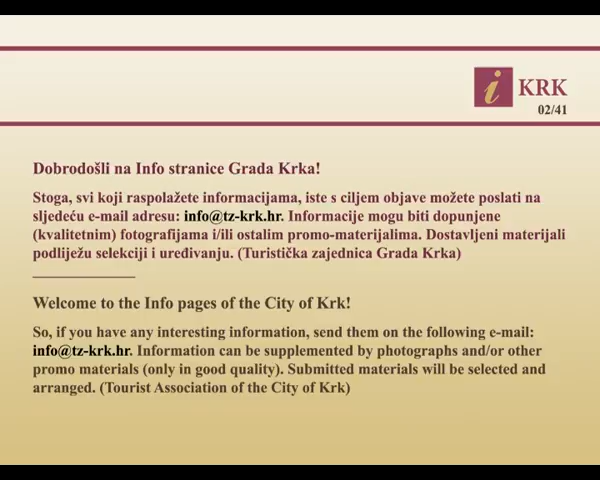 i KRK
02/41
Dobrodošli na Info stranice Grada Krka!
Stoga, svi koji raspolažete informacijama, iste s ciljem objave možete poslati na
sljedeću e-mail adresu: info@tz-krk.hr. Informacije mogu biti dopunjene
(kvalitetnim) fotografijama i/ili ostalim promo-materijalima. Dostavljeni materijali
podliježu selekciji i uređivanju. (Turistička zajednica Grada Krka)
Welcome to the Info pages of the City of Krk!
So, if you have any interesting information, send them on the following e-mail:
info@tz-krk.hr. Information can be supplemented by photographs and/or other
promo materials (only in good quality). Submitted materials will be selected and
arranged. (Tourist Association of the City of Krk)